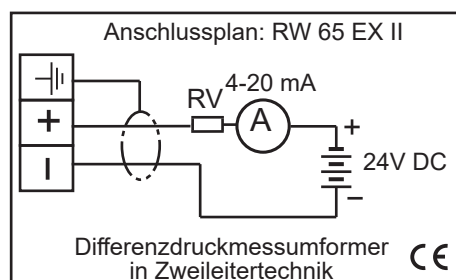 Anschlussplan: RW 65 EX II
4-20 mA
RV
A
+
+
24V DC
–
–
Differenzdruckmessumformer
in Zweileitertechnik
CE